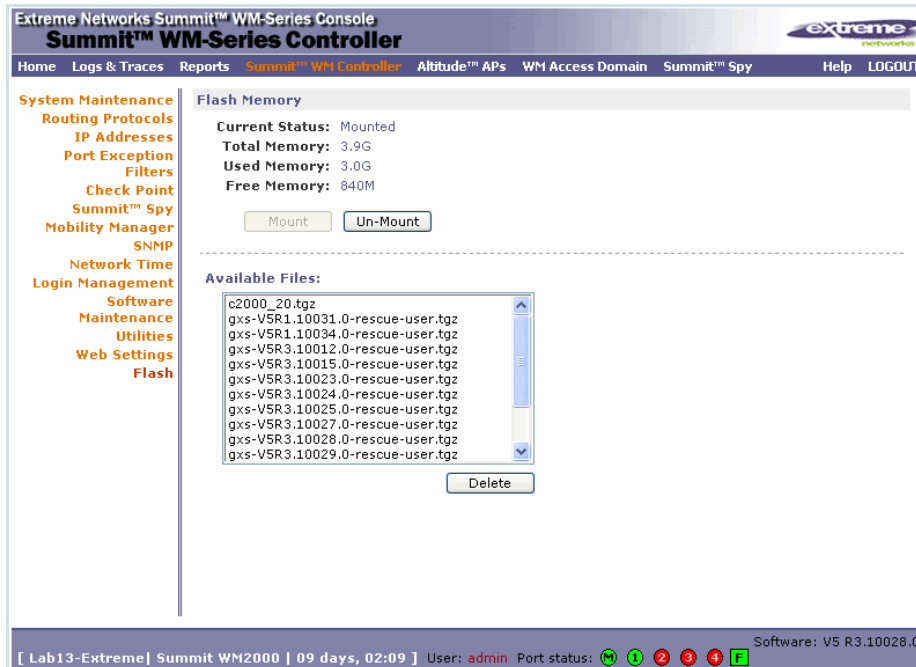 Extreme Networks Summit™ WM-Series Console
Summit™ WM-Series Controller
extreme
networks
Home Logs & Traces Reports Summit™ WM Controller Altitude™ APs WM Access Domain Summit™ Spy Help LOGOUT
System Maintenance
Routing Protocols
IP Addresses
Port Exception
Filters
Check Point
Summit™ Spy
Mobility Manager
SNMP
Network Time
Login Management
Software
Maintenance
Utilities
Web Settings
Flash
Flash Memory
Current Status: Mounted
Total Memory: 3.9G
Used Memory: 3.0G
Free Memory: 840M
Mount Un-Mount
Available Files:
c2000_20.tgz
gxs-V5R1.10031.0-rescue-user.tgz
gxs-V5R1.10034.0-rescue-user.tgz
gxs-V5R3.10012.0-rescue-user.tgz
gxs-V5R3.10015.0-rescue-user.tgz
gxs-V5R3.10023.0-rescue-user.tgz
gxs-V5R3.10024.0-rescue-user.tgz
gxs-V5R3.10025.0-rescue-user.tgz
gxs-V5R3.10027.0-rescue-user.tgz
gxs-V5R3.10028.0-rescue-user.tgz
gxs-V5R3.10029.0-rescue-user.tgz
Delete
Software: V5 R3.10028.0
[ Lab13-Extreme| Summit WM2000 | 09 days, 02:09 ] User: admin Port status: M 1 2 3 4 F